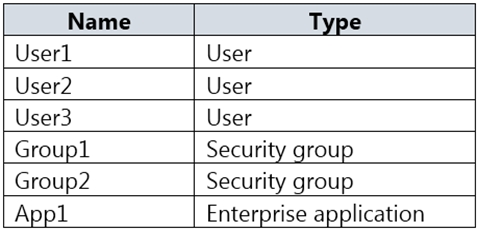 Name Type
User1 User
User2 User
User3 User
Group1 Security group
Group2 Security group
App1 Enterprise application